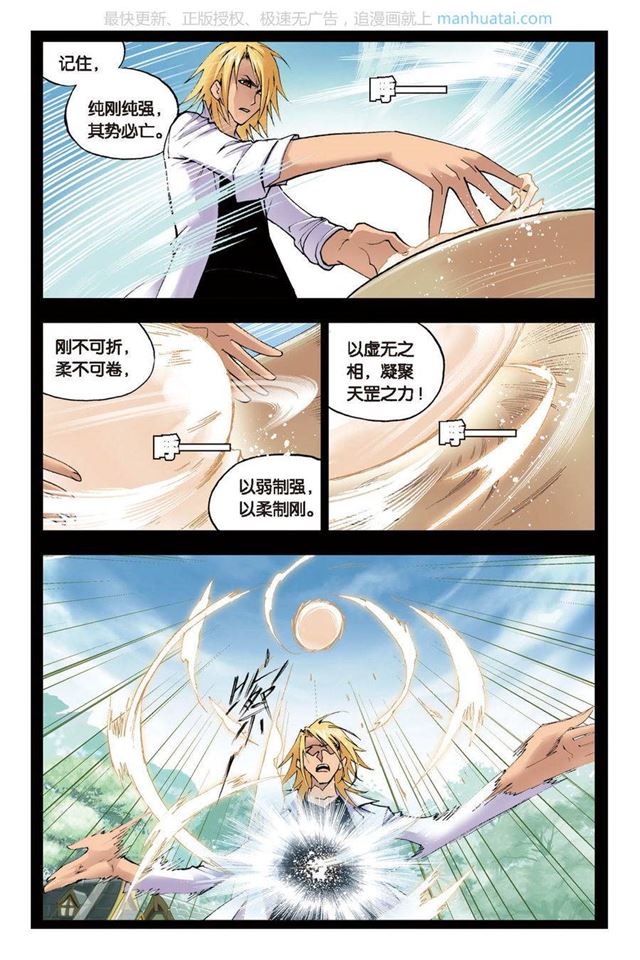 最快更新、正版授权、极速无广告，追漫画就上 manhuatai.com
记住，
纯刚纯强，
其势必亡。
呼
刚不可折，
柔不可卷，
呼
以弱制强，
以柔制刚。
以虚无之
相，凝聚
天罡之力！
呼